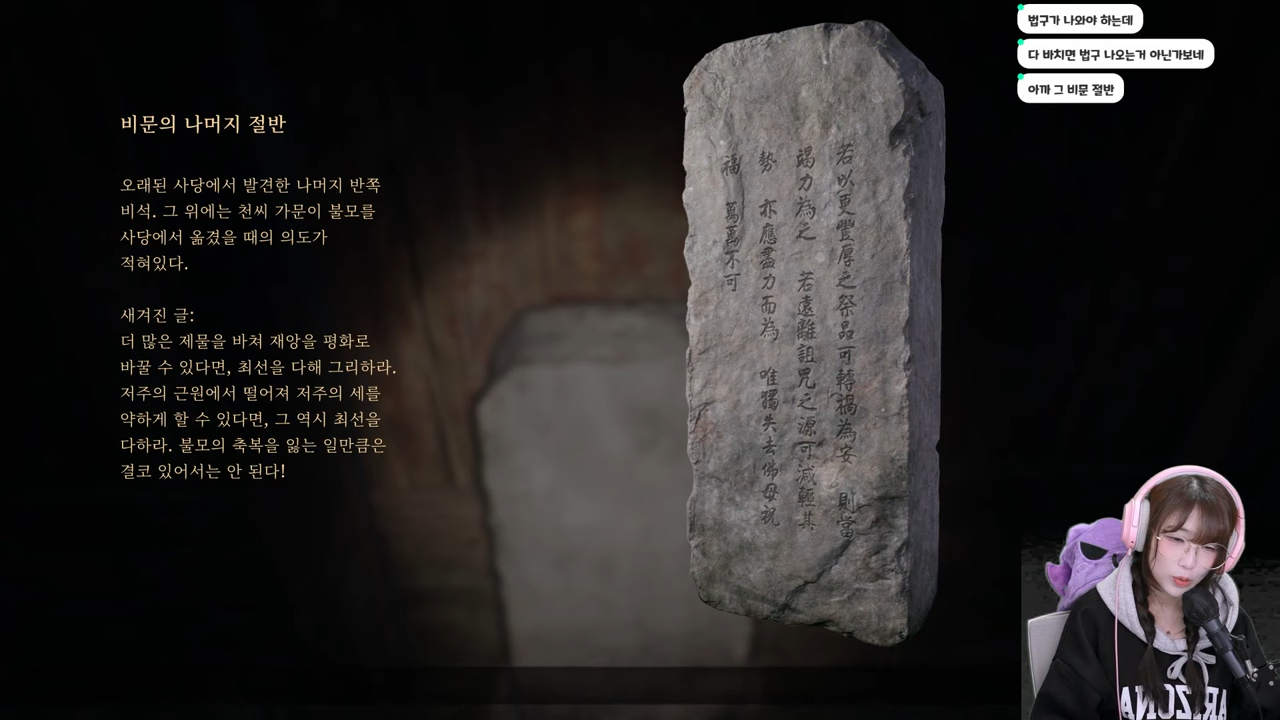 비문의 나머지 절반
오래된 사당에서 발견한 나머지 반쪽
비석. 그 위에는 천씨 가문이 불모를
사당에서 옮겼을 때의 의도가
적혀있다.
새겨진 글:
더 많은 제물을 바쳐 재앙을 평화로
바꿀 수 있다면, 최선을 다해 그리하라.
저주의 근원에서 떨어져 저주의 세를
약하게 할 수 있다면, 그 역시 최선을
다하라. 불모의 축복을 잃는 일만큼은
결코 있어서는 안 된다!
若以更豐厚之祭品可轉禍為安 則當
竭力為之 若遠離詛咒之源可減輕其
勢 亦應盡力而為 唯獨失去佛母祝
福 萬萬不可
법구가 나와야 하는데
다 바치면 법구 나오는거 아닌가보네
아까 그 비문 절반
ARIZONA